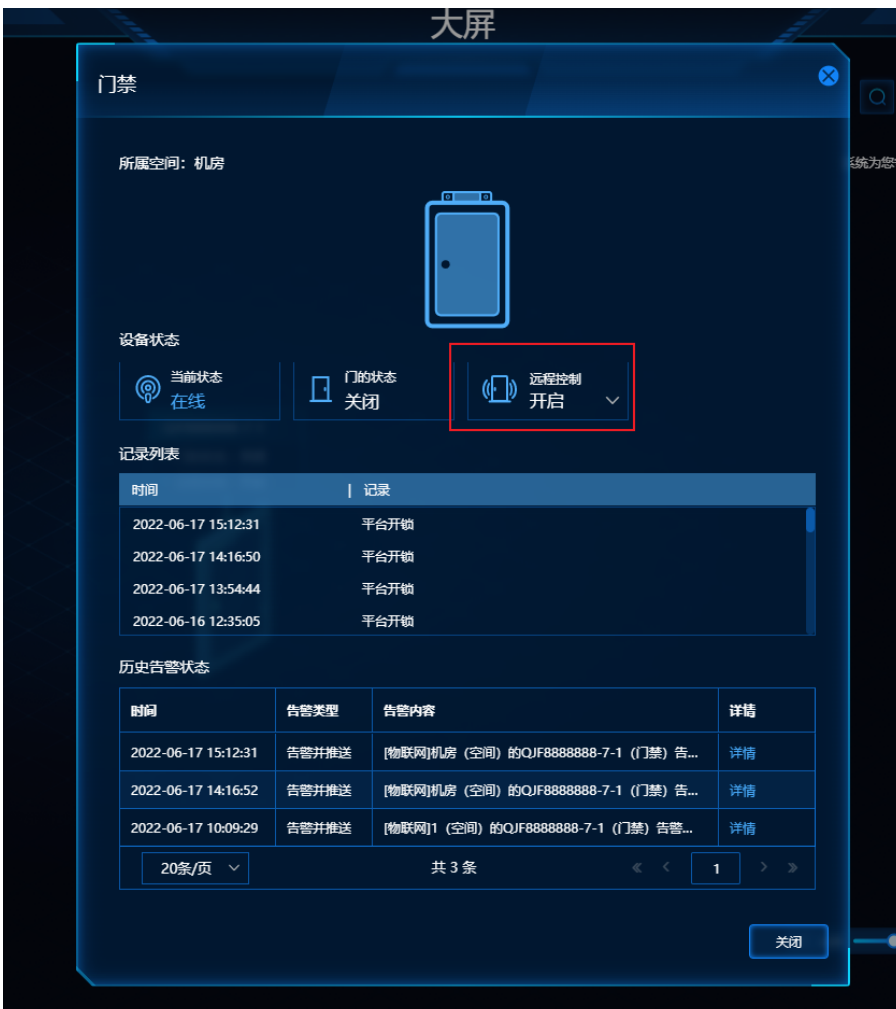 大屏
门禁
系统为您
所属空间：机房
设备状态
当前状态
在线
门的状态
关闭
远程控制
开启
记录列表
时间 | 记录
2022-06-17 15:12:31 平台开锁
2022-06-17 14:16:50 平台开锁
2022-06-17 13:54:44 平台开锁
2022-06-16 12:35:05 平台开锁
历史告警状态
时间 告警类型 告警内容 详情
2022-06-17 15:12:31 告警并推送 [物联网]机房（空间）的QJF8888888-7-1（门禁）告... 详情
2022-06-17 14:16:52 告警并推送 [物联网]机房（空间）的QJF8888888-7-1（门禁）告... 详情
2022-06-17 10:09:29 告警并推送 [物联网]1（空间）的QJF8888888-7-1（门禁）告警... 详情
20条/页 共 3 条 1
关闭